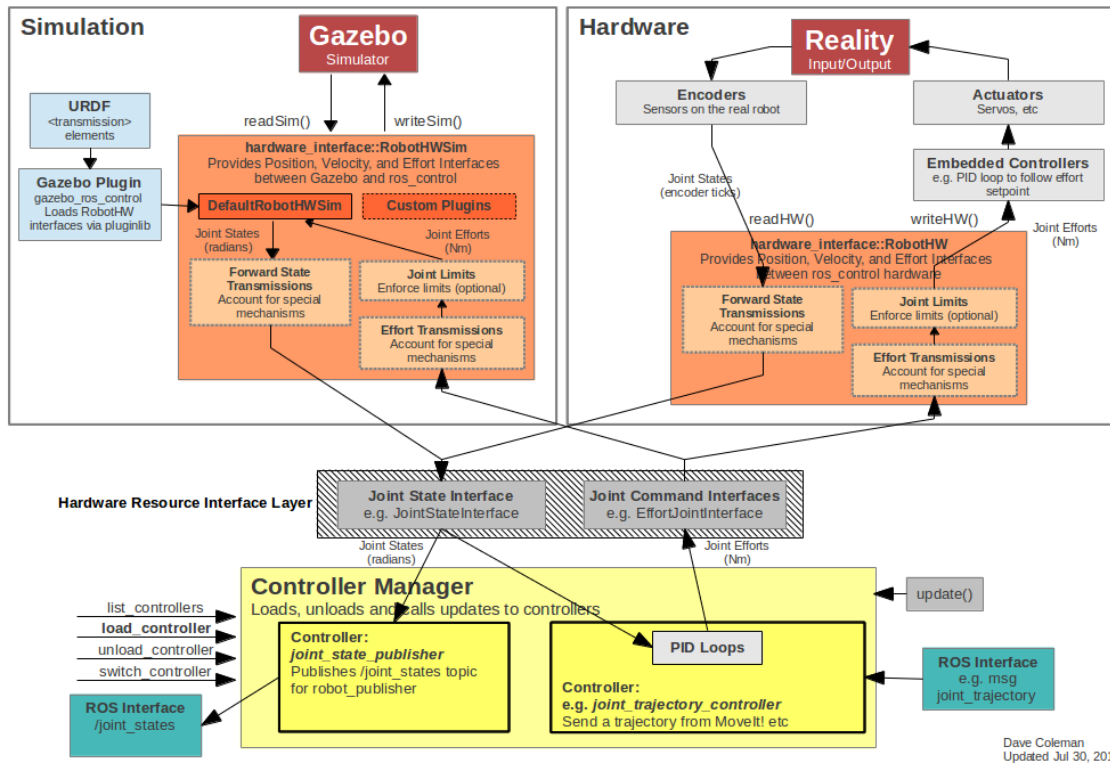 Simulation
Gazebo
Simulator
URDF
<transmission>
elements
readSim()
writeSim()
Gazebo Plugin
gazebo_ros_control
Loads RobotHW
interfaces via pluginlib
hardware_interface::RobotHWSim
Provides Position, Velocity, and Effort Interfaces
between Gazebo and ros_control
DefaultRobotHWSim
Custom Plugins
Joint States
(radians)
Joint Efforts
(Nm)
Forward State
Transmissions
Account for special
mechanisms
Joint Limits
Enforce limits (optional)
Effort Transmissions
Account for special
mechanisms
Hardware
Reality
Input/Output
Encoders
Sensors on the real robot
Actuators
Servos, etc
Embedded Controllers
e.g. PID loop to follow effort
setpoint
Joint States
(encoder ticks)
readHW()
writeHW()
Joint Efforts
(Nm)
hardware_interface::RobotHW
Provides Position, Velocity, and Effort Interfaces
between ros_control hardware
Forward State
Transmissions
Account for special
mechanisms
Joint Limits
Enforce limits (optional)
Effort Transmissions
Account for special
mechanisms
Hardware Resource Interface Layer
Joint State Interface
e.g. JointStateInterface
Joint Command Interfaces
e.g. EffortJointInterface
Joint States
(radians)
Joint Efforts
(Nm)
Controller Manager
Loads, unloads and calls updates to controllers
update()
list_controllers
load_controller
unload_controller
switch_controller
Controller:
joint_state_publisher
Publishes /joint_states topic
for robot_publisher
PID Loops
Controller:
e.g. joint_trajectory_controller
Send a trajectory from MoveIt! etc
ROS Interface
/joint_states
ROS Interface
e.g. msg
joint_trajectory
Dave Coleman
Updated Jul 30, 201